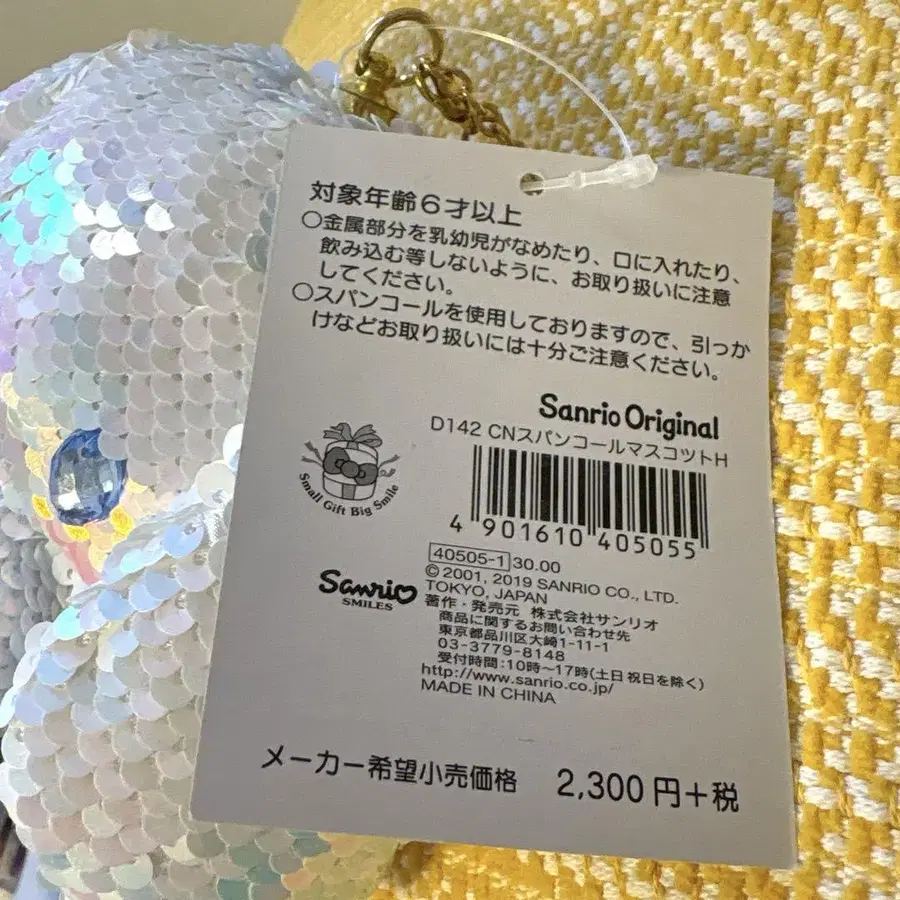 対象年齢6才以上
○金属部分を乳幼児がなめたり、口に入れたり、
飲み込む等しないように、お取り扱いに注意
してください。
○スパンコールを使用しておりますので、引っか
けなどお取り扱いには十分ご注意ください。
Sanrio Original
D142 CNスパンコールマスコットH
Small Gift Big Smile
4 901610 405055
40505-1 30.00
© 2001, 2019 SANRIO CO., LTD.
TOKYO, JAPAN
Sanrio
SMILES
著作・発売元 株式会社サンリオ
商品に関するお問い合わせ先
東京都品川区大崎1-11-1
03-3779-8148
受付時間:10時~17時(土日祝日を除く)
http://www.sanrio.co.jp/
MADE IN CHINA
メーカー希望小売価格 2,300円+税